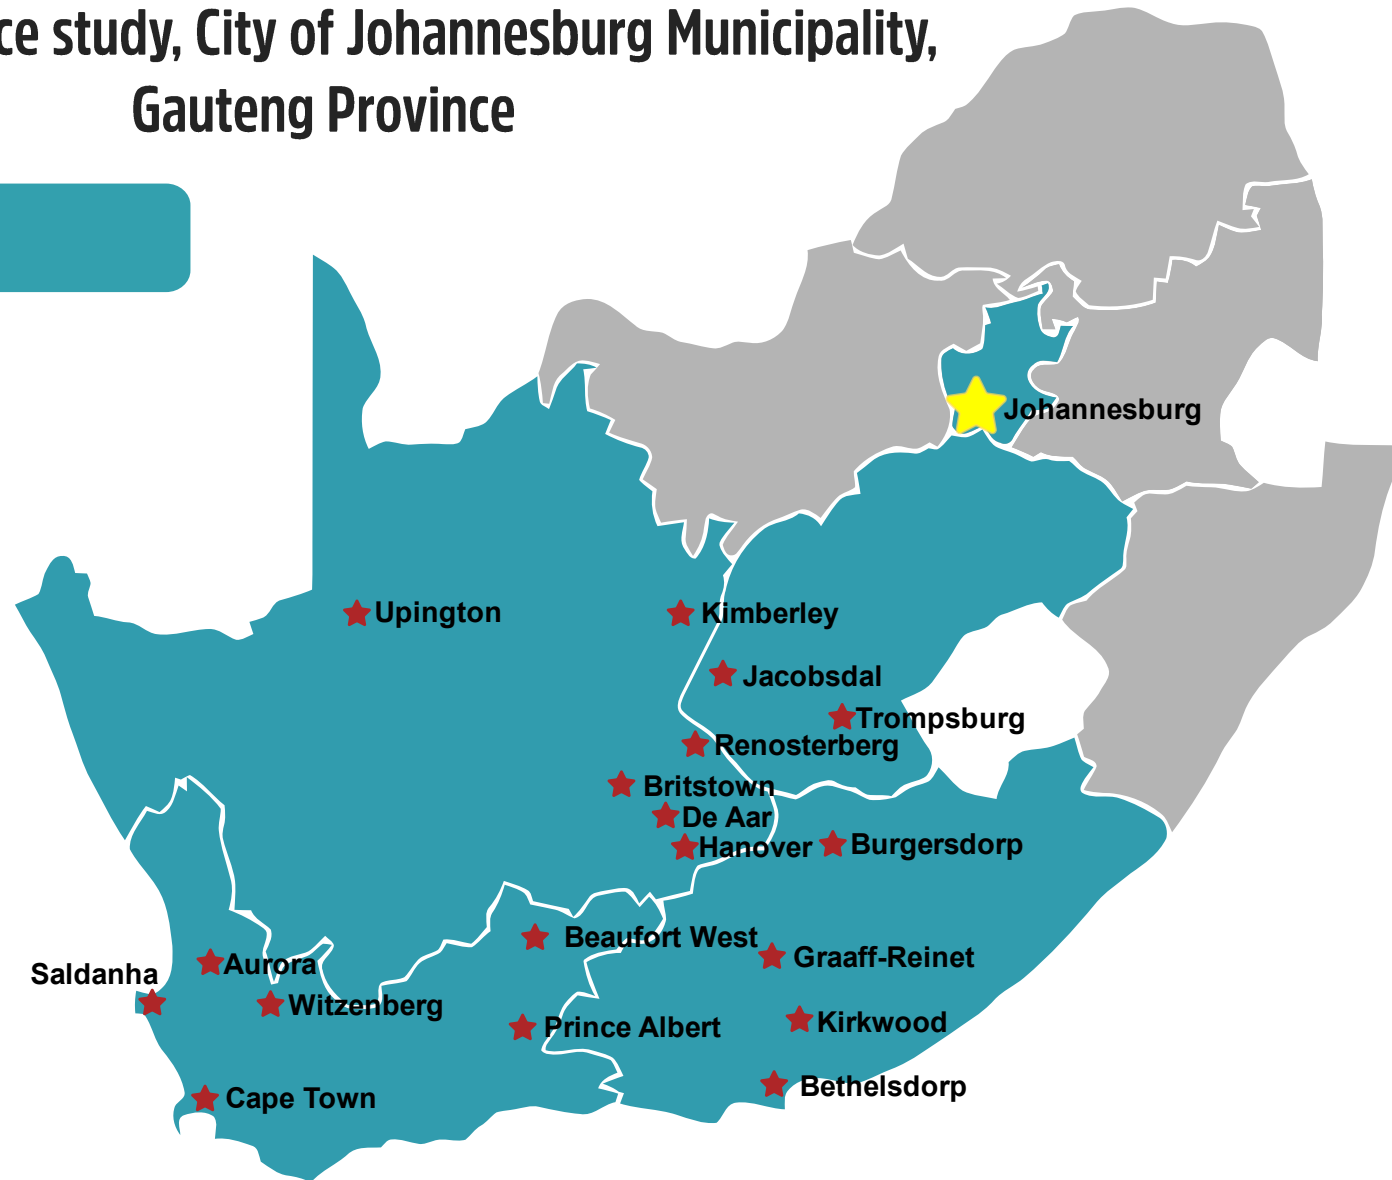 ce study, City of Johannesburg Municipality,
Gauteng Province
Johannesburg
Upington
Kimberley
Jacobsdal
Trompsburg
Renosterberg
Britstown
De Aar
Hanover
Burgersdorp
Beaufort West
Graaff-Reinet
Aurora
Saldanha
Witzenberg
Kirkwood
Prince Albert
Bethelsdorp
Cape Town